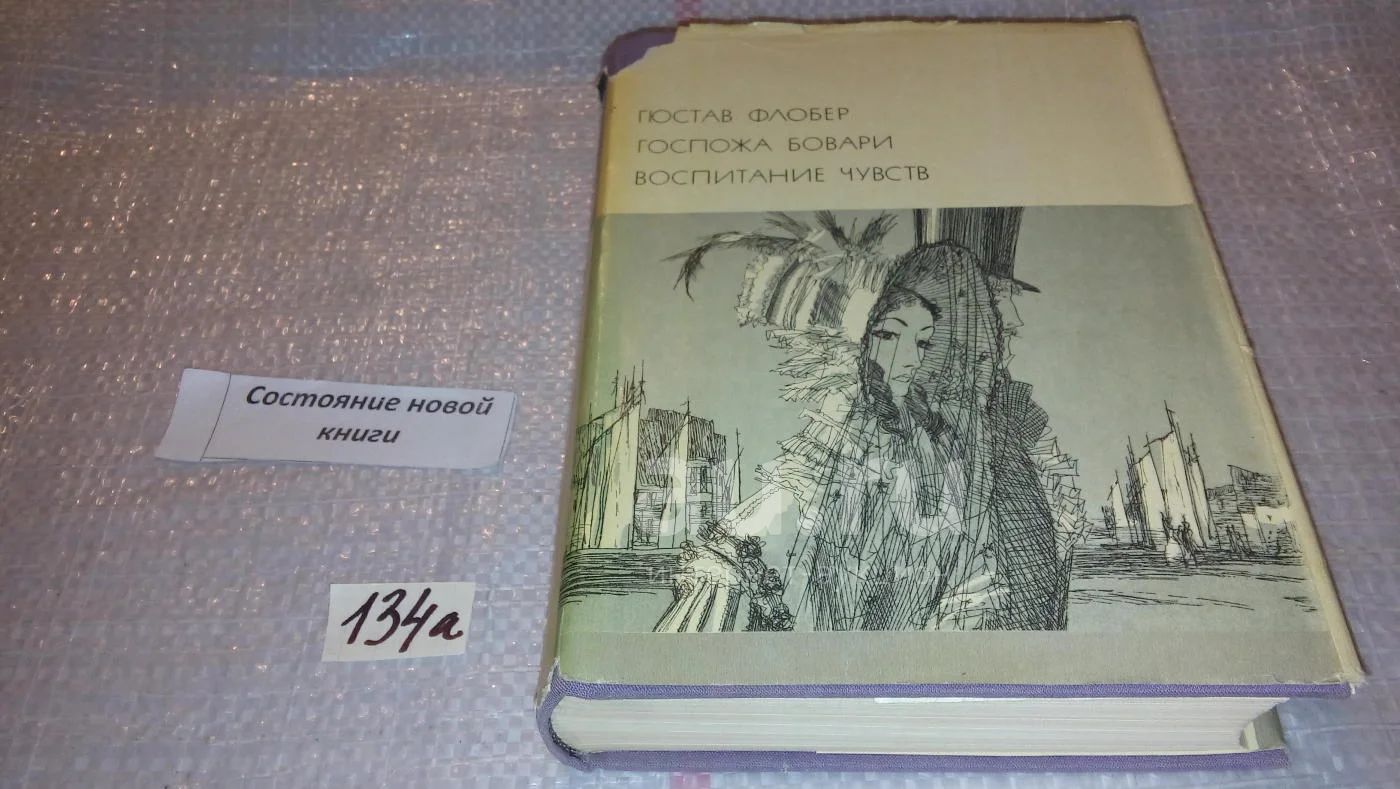 ГЮСТАВ ФЛОБЕР
ГОСПОЖА БОВАРИ
ВОСПИТАНИЕ ЧУВСТВ
Состояние новой
книги
134а